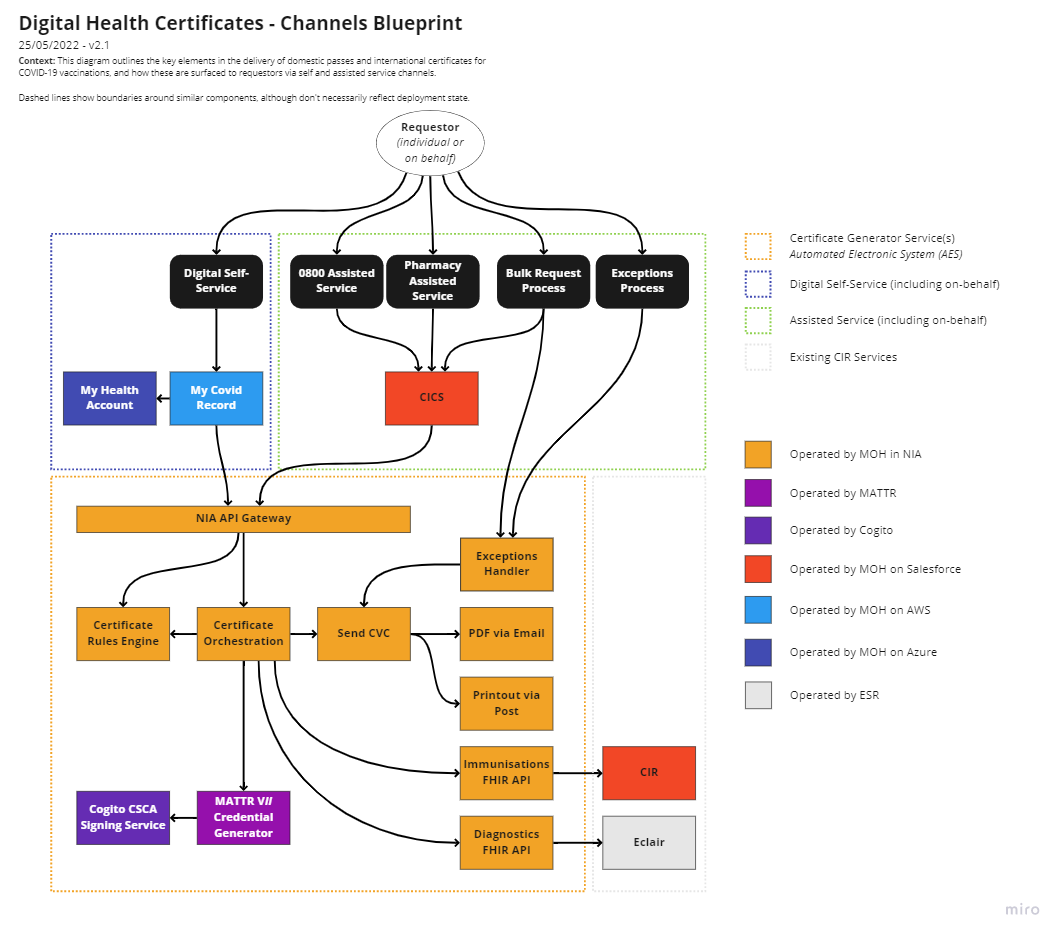 Digital Health Certificates - Channels Blueprint
25/05/2022 - v2.1
Context: This diagram outlines the key elements in the delivery of domestic passes and international certificates for
COVID-19 vaccinations, and how these are surfaced to requestors via self and assisted service channels.
Dashed lines show boundaries around similar components, although don't necessarily reflect deployment state.
Requestor
(individual or
on behalf)
Digital Self-
Service
0800 Assisted
Service
Pharmacy
Assisted
Service
Bulk Request
Process
Exceptions
Process
My Health
Account
My Covid
Record
CICS
NIA API Gateway
Exceptions
Handler
Certificate
Rules Engine
Certificate
Orchestration
Send CVC
PDF via Email
Printout via
Post
Immunisations
FHIR API
CIR
Cogito CSCA
Signing Service
MATTR VII
Credential
Generator
Diagnostics
FHIR API
Eclair
Certificate Generator Service(s)
Automated Electronic System (AES)
Digital Self-Service (including on-behalf)
Assisted Service (including on-behalf)
Existing CIR Services
Operated by MOH in NIA
Operated by MATTR
Operated by Cogito
Operated by MOH on Salesforce
Operated by MOH on AWS
Operated by MOH on Azure
Operated by ESR
miro